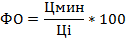 ФО = Цмин / Ці * 100